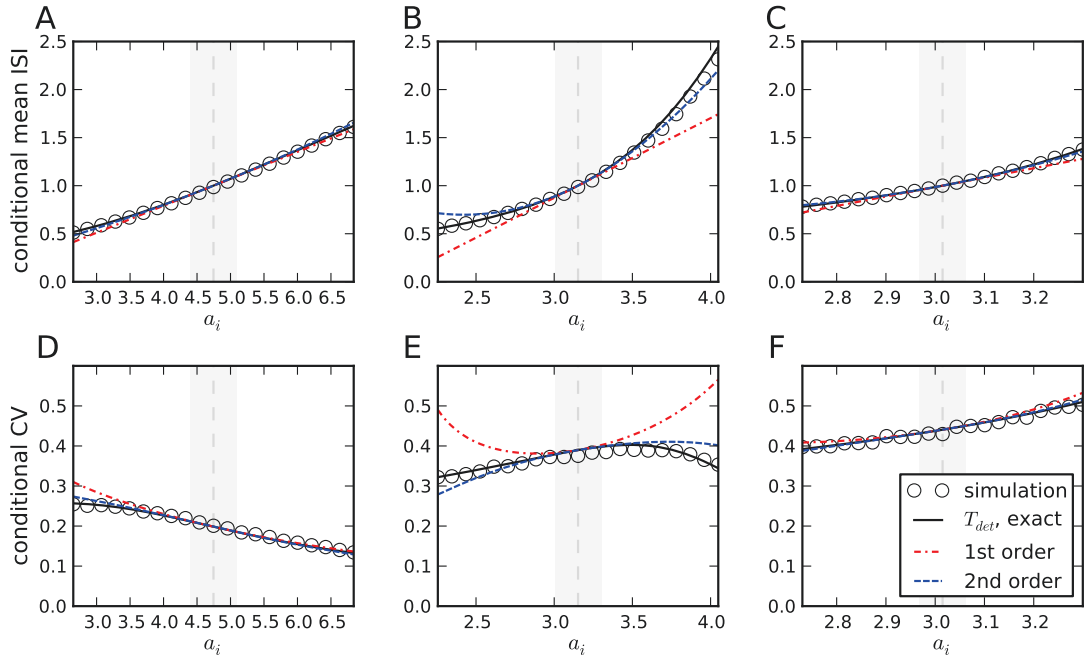 A
B
C
conditional mean ISI
2.5
2.0
1.5
1.0
0.5
0.0
3.0 3.5 4.0 4.5 5.0 5.5 6.0 6.5
a_i
2.5
2.0
1.5
1.0
0.5
0.0
2.5 3.0 3.5 4.0
a_i
2.5
2.0
1.5
1.0
0.5
0.0
2.8 2.9 3.0 3.1 3.2
a_i
D
E
F
conditional CV
0.5
0.4
0.3
0.2
0.1
0.0
3.0 3.5 4.0 4.5 5.0 5.5 6.0 6.5
a_i
0.5
0.4
0.3
0.2
0.1
0.0
2.5 3.0 3.5 4.0
a_i
0.5
0.4
0.3
0.2
0.1
0.0
2.8 2.9 3.0 3.1 3.2
a_i
simulation
T_det, exact
1st order
2nd order